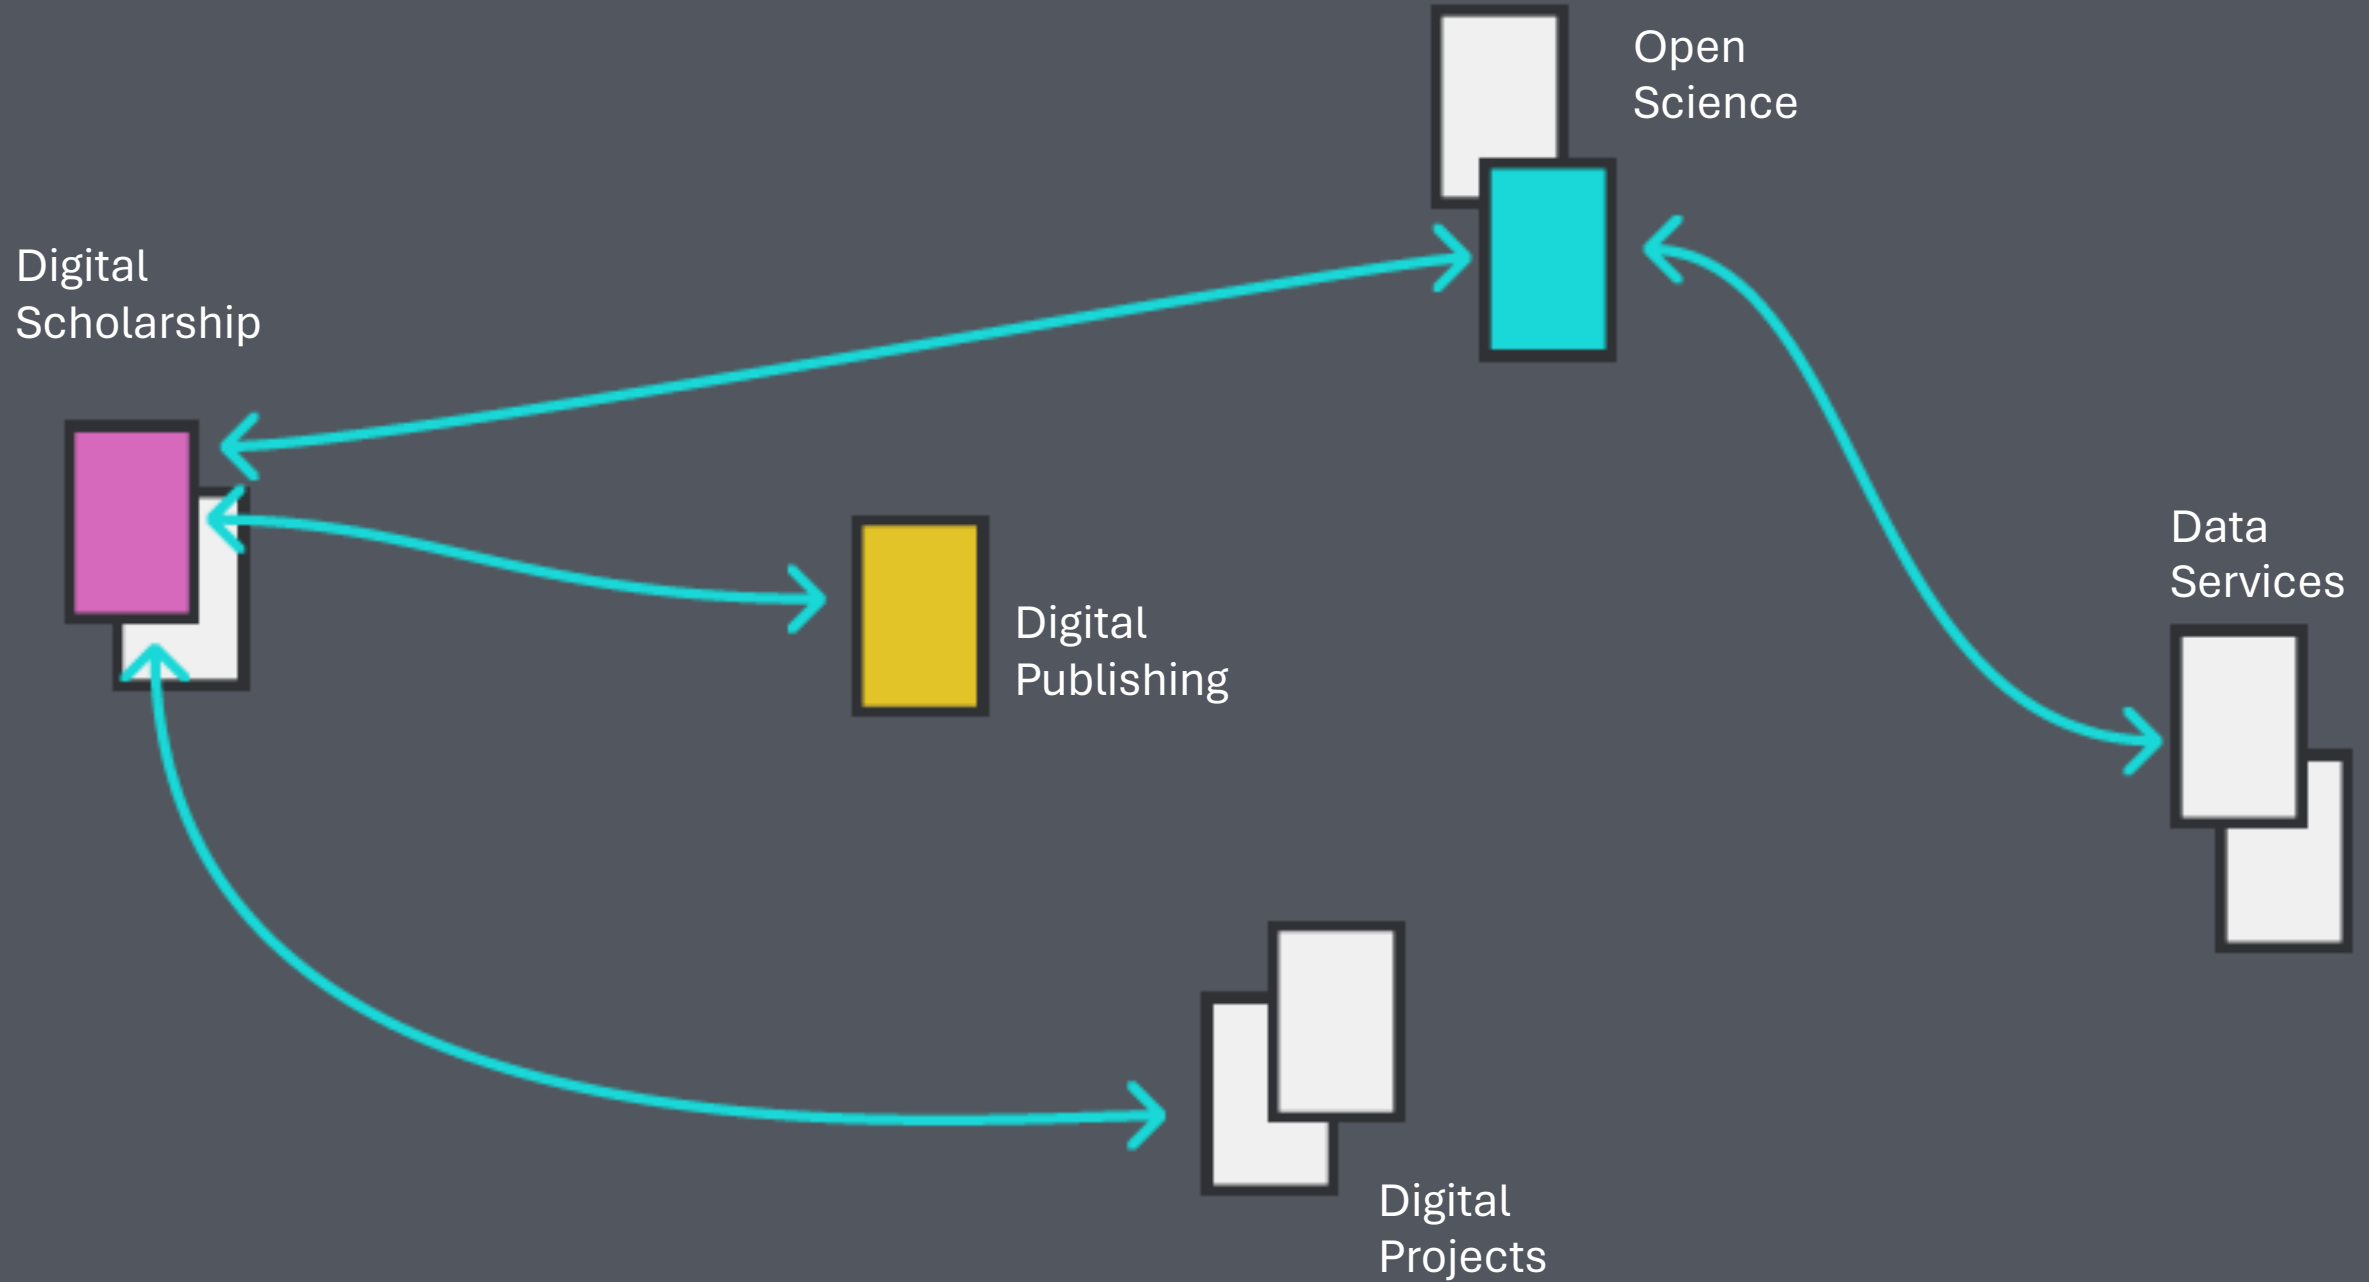 Open
Science
Digital
Scholarship
Data
Services
Digital
Publishing
Digital
Projects